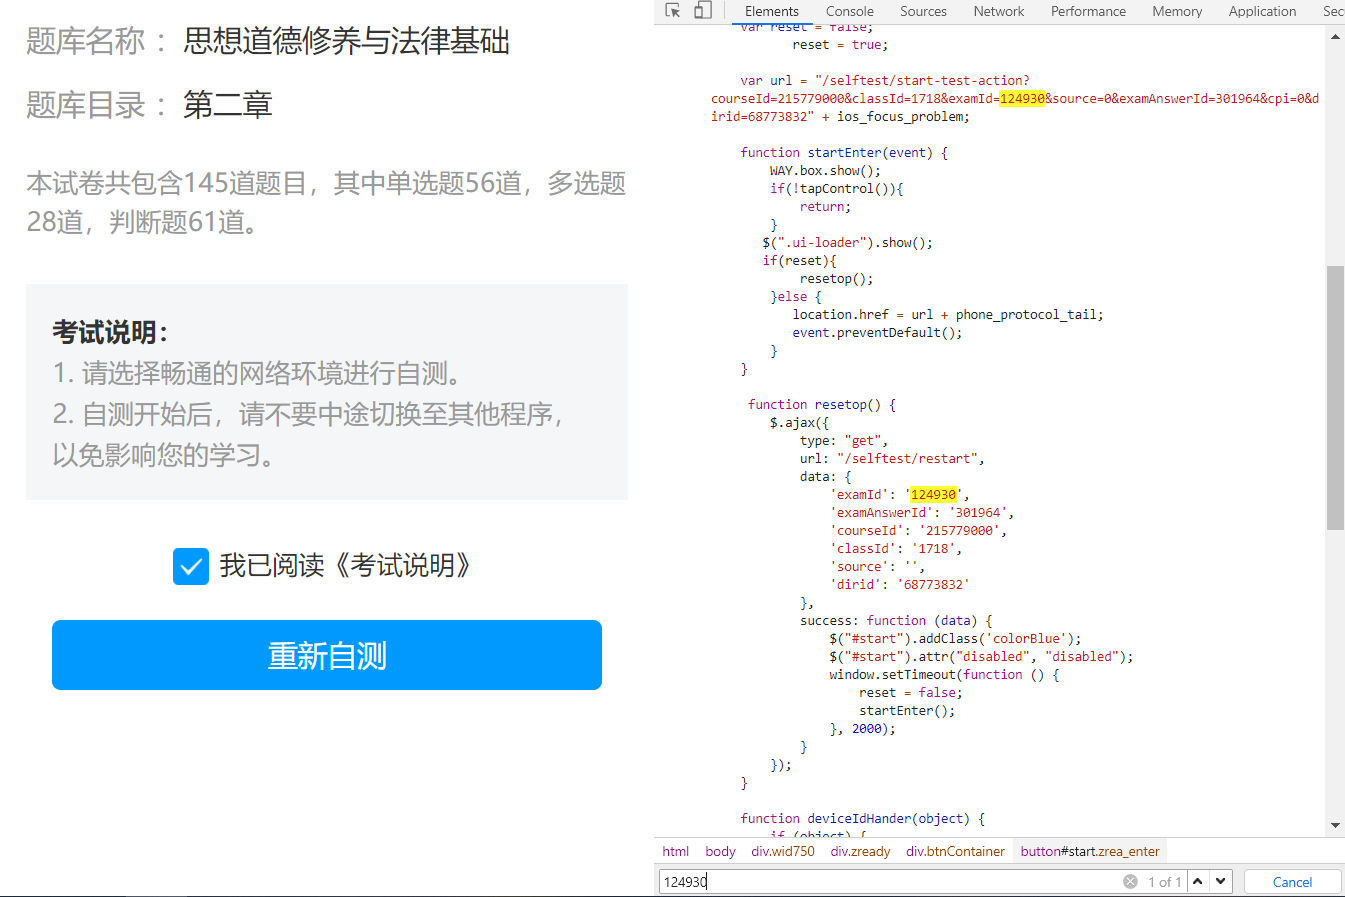 题库名称 ： 思想道德修养与法律基础
题库目录 ： 第二章
本试卷共包含145道题目，其中单选题56道，多选题
28道，判断题61道。
考试说明：
1. 请选择畅通的网络环境进行自测。
2. 自测开始后，请不要中途切换至其他程序，
以免影响您的学习。
我已阅读《考试说明》
重新自测
Elements Console Sources Network Performance Memory Application Sec
var reset = false;
reset = true;
var url = "/selftest/start-test-action?
courseId=215779000&classId=1718&examId=124930&source=0&examAnswerId=301964&cpi=0&d
irid=68773832" + ios_focus_problem;
function startEnter(event) {
WAY.box.show();
if(!tapControl()){
return;
}
$(".ui-loader").show();
if(reset){
resetop();
}else {
location.href = url + phone_protocol_tail;
event.preventDefault();
}
}
function resetop() {
$.ajax({
type: "get",
url: "/selftest/restart",
data: {
'examId': '124930',
'examAnswerId': '301964',
'courseId': '215779000',
'classId': '1718',
'source': '',
'dirid': '68773832'
},
success: function (data) {
$("#start").addClass('colorBlue');
$("#start").attr("disabled", "disabled");
window.setTimeout(function () {
reset = false;
startEnter();
}, 2000);
}
});
}
function deviceIdHander(object) {
if (object) {
html body div.wid750 div.zready div.btnContainer button#start.zrea_enter
124930 1 of 1 Cancel